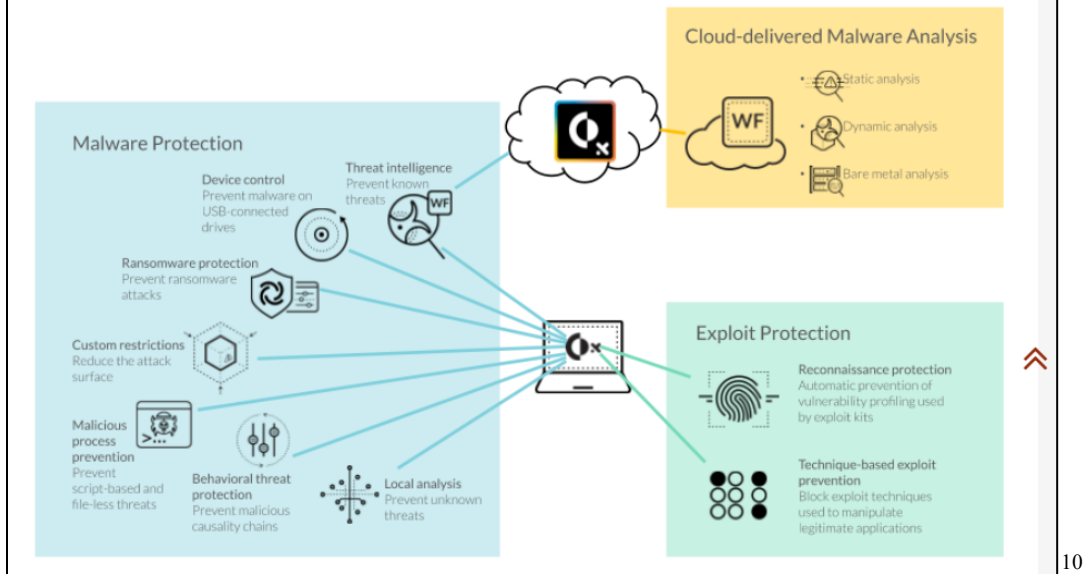 Cloud-delivered Malware Analysis
WF
• Static analysis
• Dynamic analysis
• Bare metal analysis
Malware Protection
Threat intelligence
Prevent known
threats
WF
Device control
Prevent malware on
USB-connected
drives
Ransomware protection
Prevent ransomware
attacks
Custom restrictions
Reduce the attack
surface
Malicious
process
prevention
Prevent
script-based and
file-less threats
>_...
Behavioral threat
protection
Prevent malicious
causality chains
Local analysis
Prevent unknown
threats
Exploit Protection
Reconnaissance protection
Automatic prevention of
vulnerability profiling used
by exploit kits
Technique-based exploit
prevention
Block exploit techniques
used to manipulate
legitimate applications
10